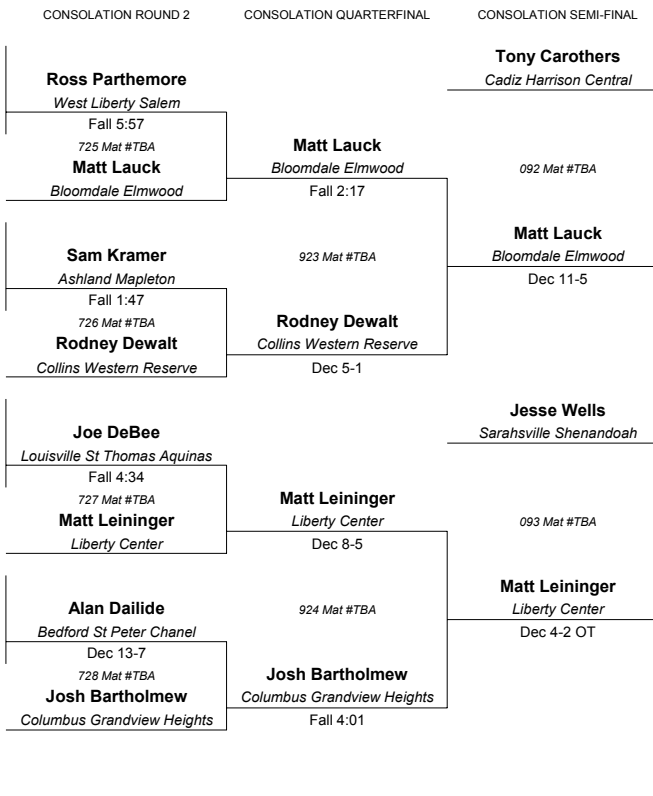 CONSOLATION ROUND 2
CONSOLATION QUARTERFINAL
CONSOLATION SEMI-FINAL
Ross Parthemore
West Liberty Salem
Fall 5:57
725 Mat #TBA
Matt Lauck
Bloomdale Elmwood
Sam Kramer
Ashland Mapleton
Fall 1:47
726 Mat #TBA
Rodney Dewalt
Collins Western Reserve
Joe DeBee
Louisville St Thomas Aquinas
Fall 4:34
727 Mat #TBA
Matt Leininger
Liberty Center
Alan Dailide
Bedford St Peter Chanel
Dec 13-7
728 Mat #TBA
Josh Bartholmew
Columbus Grandview Heights
Matt Lauck
Bloomdale Elmwood
Fall 2:17
923 Mat #TBA
Rodney Dewalt
Collins Western Reserve
Dec 5-1
Matt Leininger
Liberty Center
Dec 8-5
924 Mat #TBA
Josh Bartholmew
Columbus Grandview Heights
Fall 4:01
Tony Carothers
Cadiz Harrison Central
092 Mat #TBA
Matt Lauck
Bloomdale Elmwood
Dec 11-5
Jesse Wells
Sarahsville Shenandoah
093 Mat #TBA
Matt Leininger
Liberty Center
Dec 4-2 OT